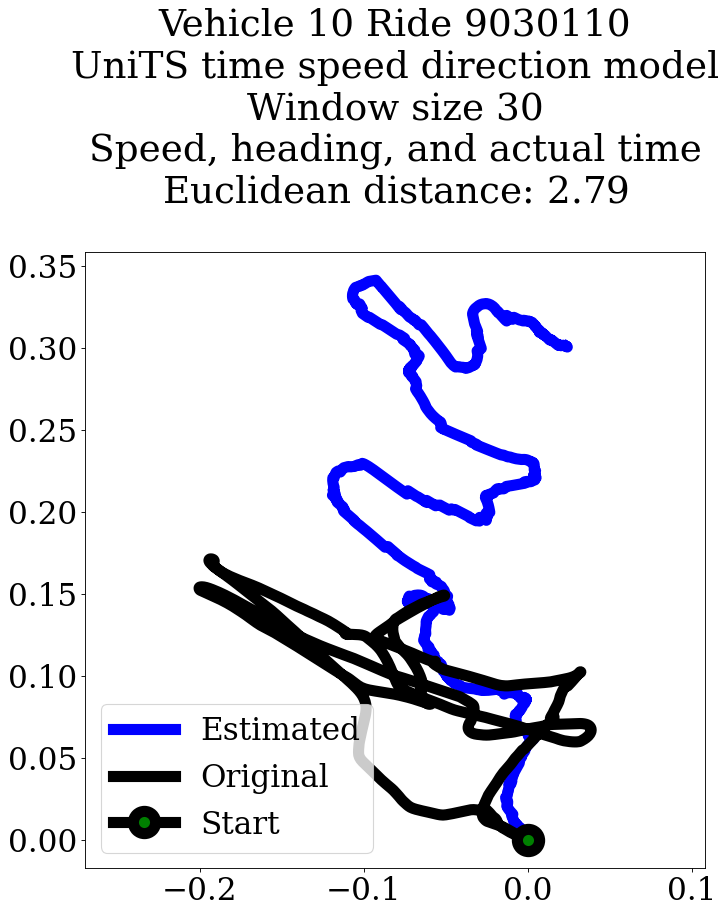 Vehicle 10 Ride 9030110
UniTS time speed direction model
Window size 30
Speed, heading, and actual time
Euclidean distance: 2.79
0.35
0.30
0.25
0.20
0.15
0.10
0.05
0.00
Estimated
Original
Start
−0.2
−0.1
0.0
0.1